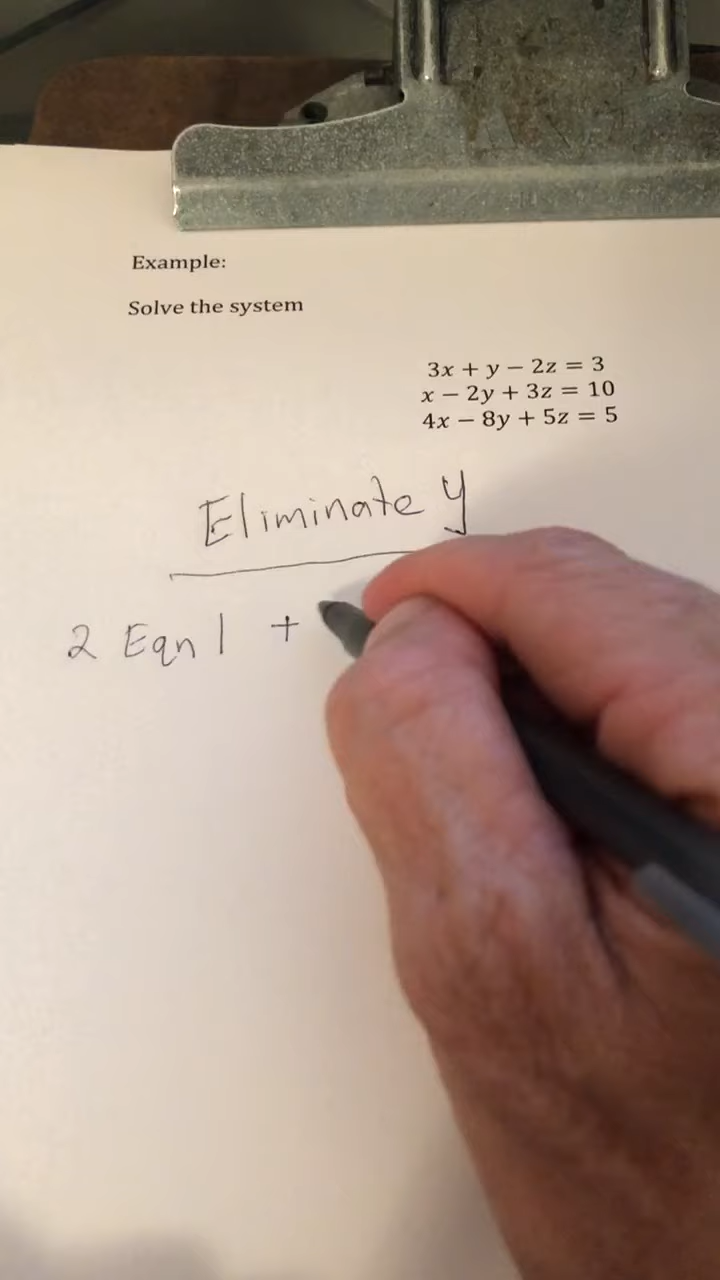 Example:
Solve the system
3x + y − 2z = 3
x − 2y + 3z = 10
4x − 8y + 5z = 5
Eliminate y
2 Eqn 1 +